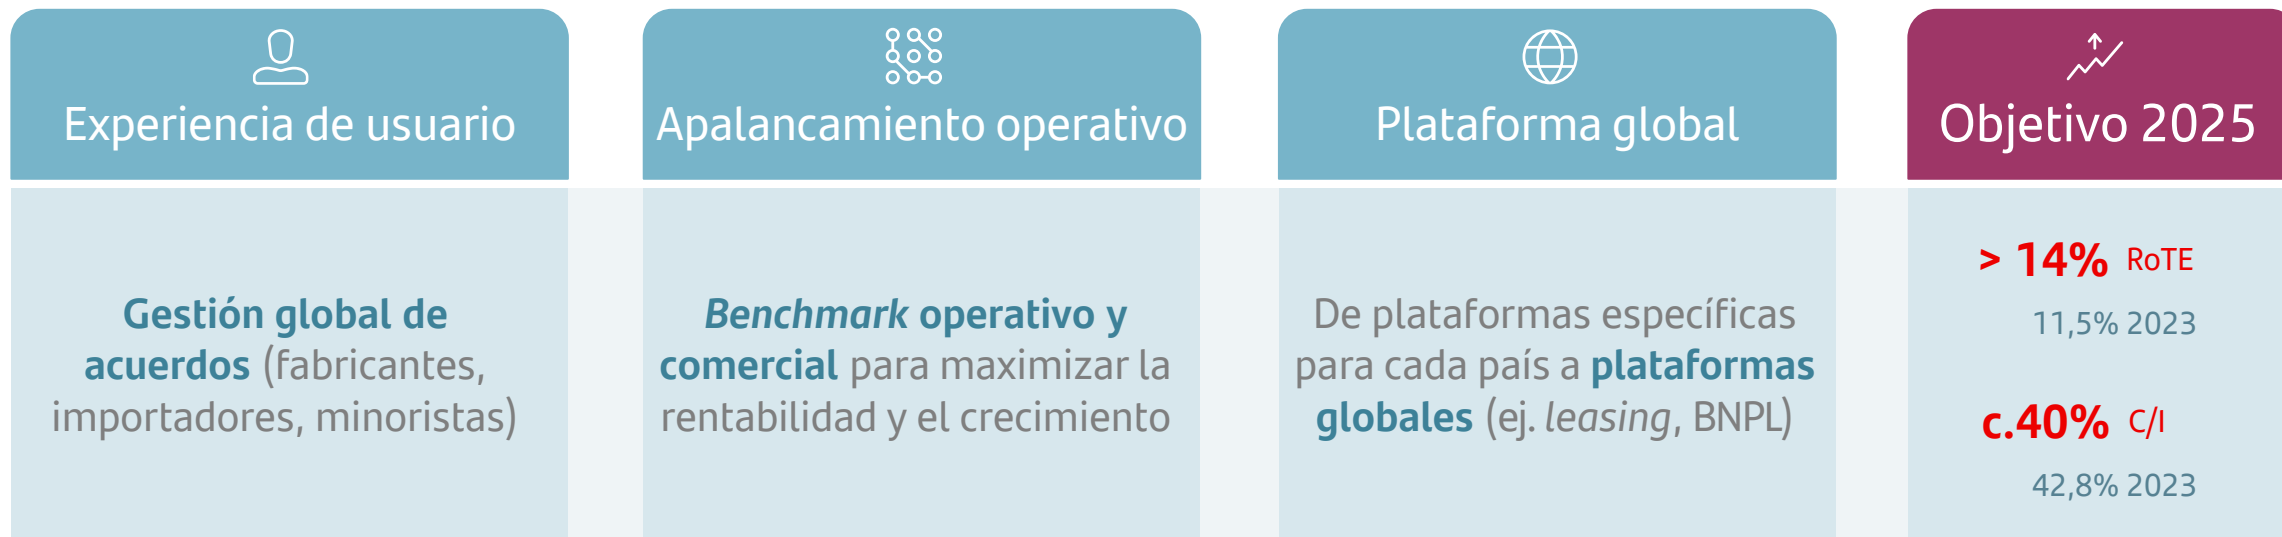 Experiencia de usuario
Gestión global de
acuerdos (fabricantes,
importadores, minoristas)
Apalancamiento operativo
Benchmark operativo y
comercial para maximizar la
rentabilidad y el crecimiento
Plataforma global
De plataformas específicas
para cada país a plataformas
globales (ej. leasing, BNPL)
Objetivo 2025
> 14% RoTE
11,5% 2023
c.40% C/I
42,8% 2023